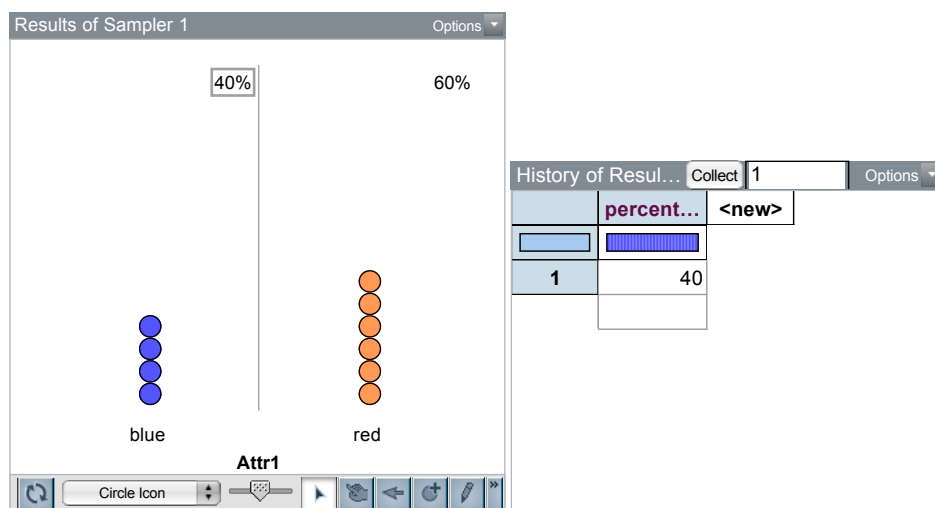 Results of Sampler 1 Options
40% 60%
blue red
Attr1
Circle Icon »
History of Resul... Collect 1 Options
percent... <new>
1 40